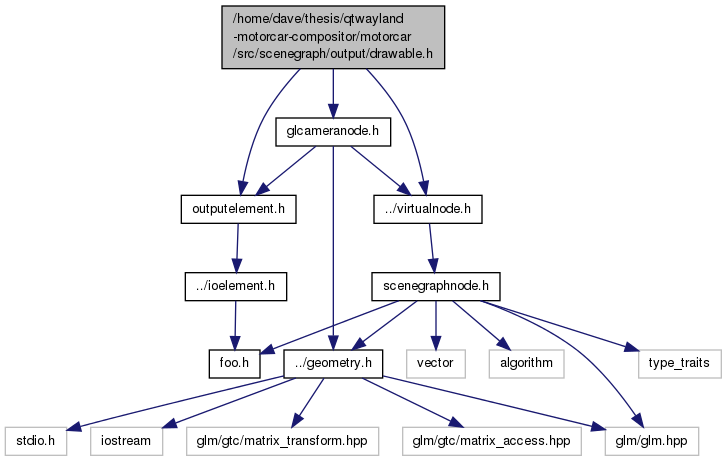 /home/dave/thesis/qtwayland
-motorcar-compositor/motorcar
/src/scenegraph/output/drawable.h
glcameranode.h
outputelement.h
../virtualnode.h
../ioelement.h
scenegraphnode.h
foo.h
../geometry.h
vector
algorithm
type_traits
stdio.h
iostream
glm/gtc/matrix_transform.hpp
glm/gtc/matrix_access.hpp
glm/glm.hpp